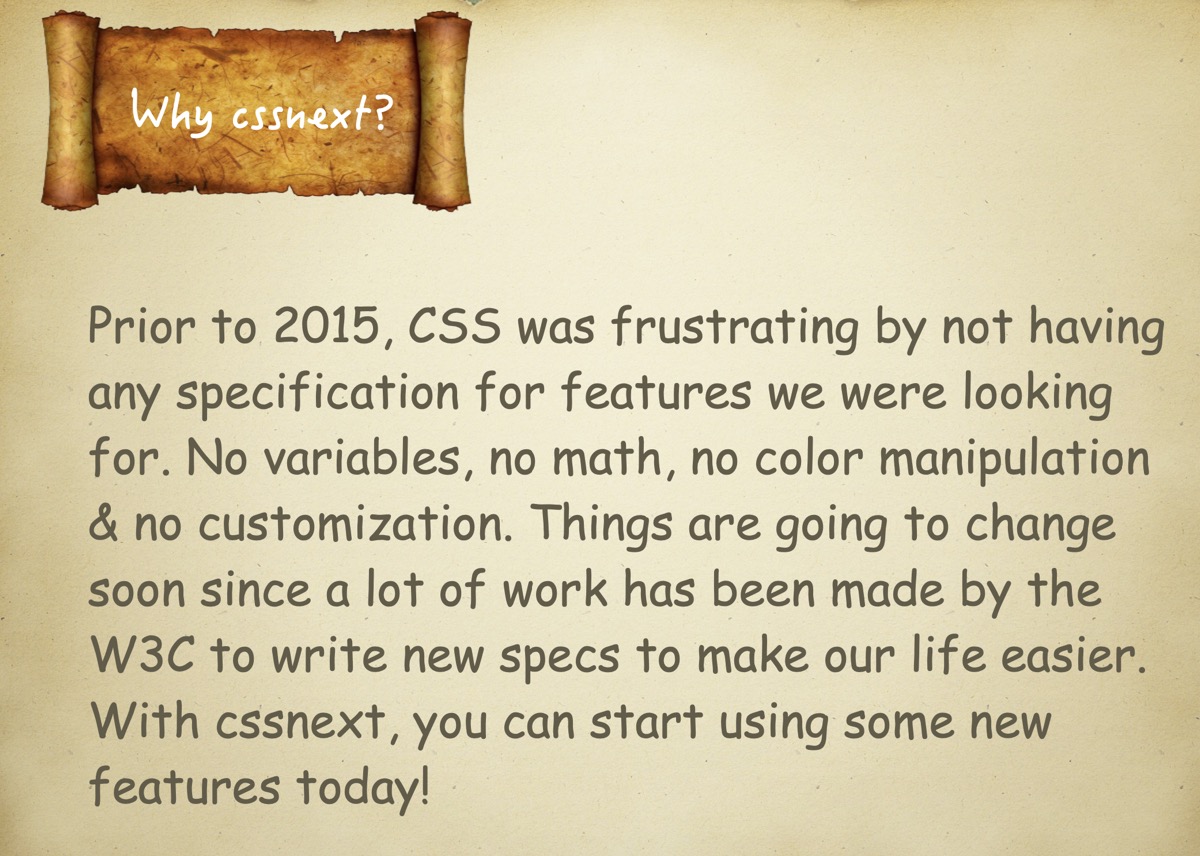 Why cssnext?
Prior to 2015, CSS was frustrating by not having
any specification for features we were looking
for. No variables, no math, no color manipulation
& no customization. Things are going to change
soon since a lot of work has been made by the
W3C to write new specs to make our life easier.
With cssnext, you can start using some new
features today!